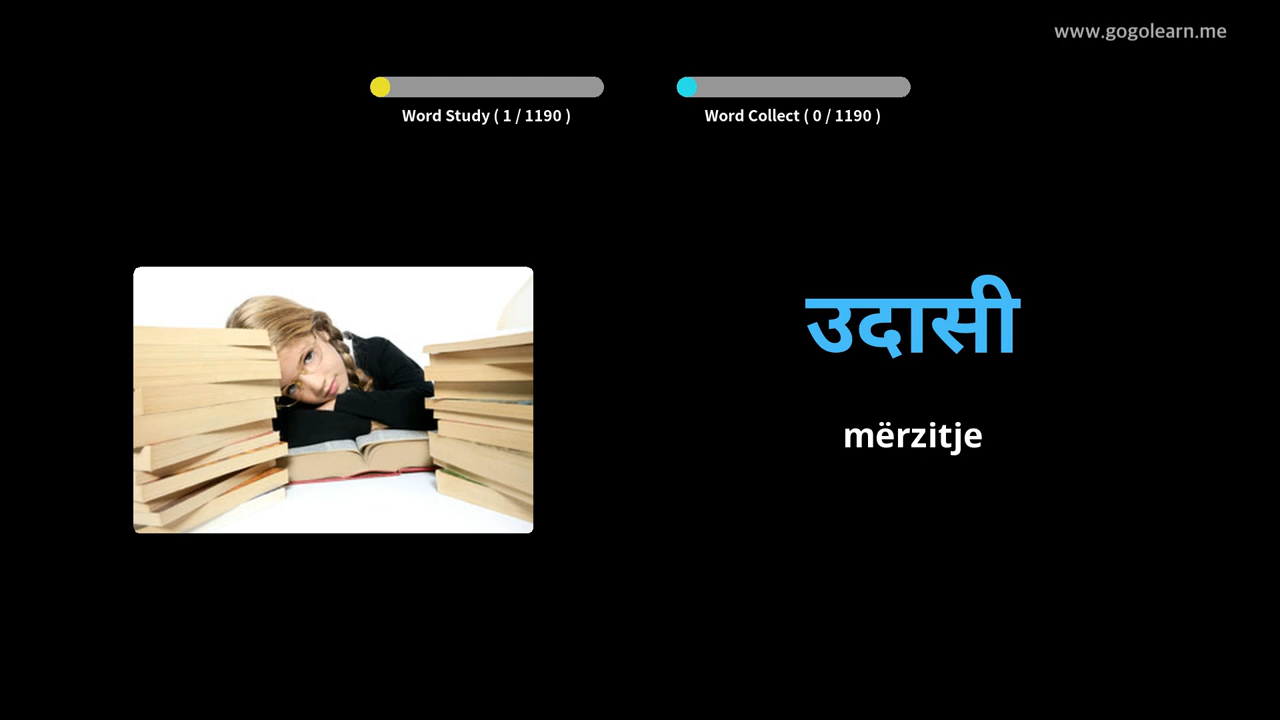 www.gogolearn.me
Word Study ( 1 / 1190 )
Word Collect ( 0 / 1190 )
उदासी
mërzitje